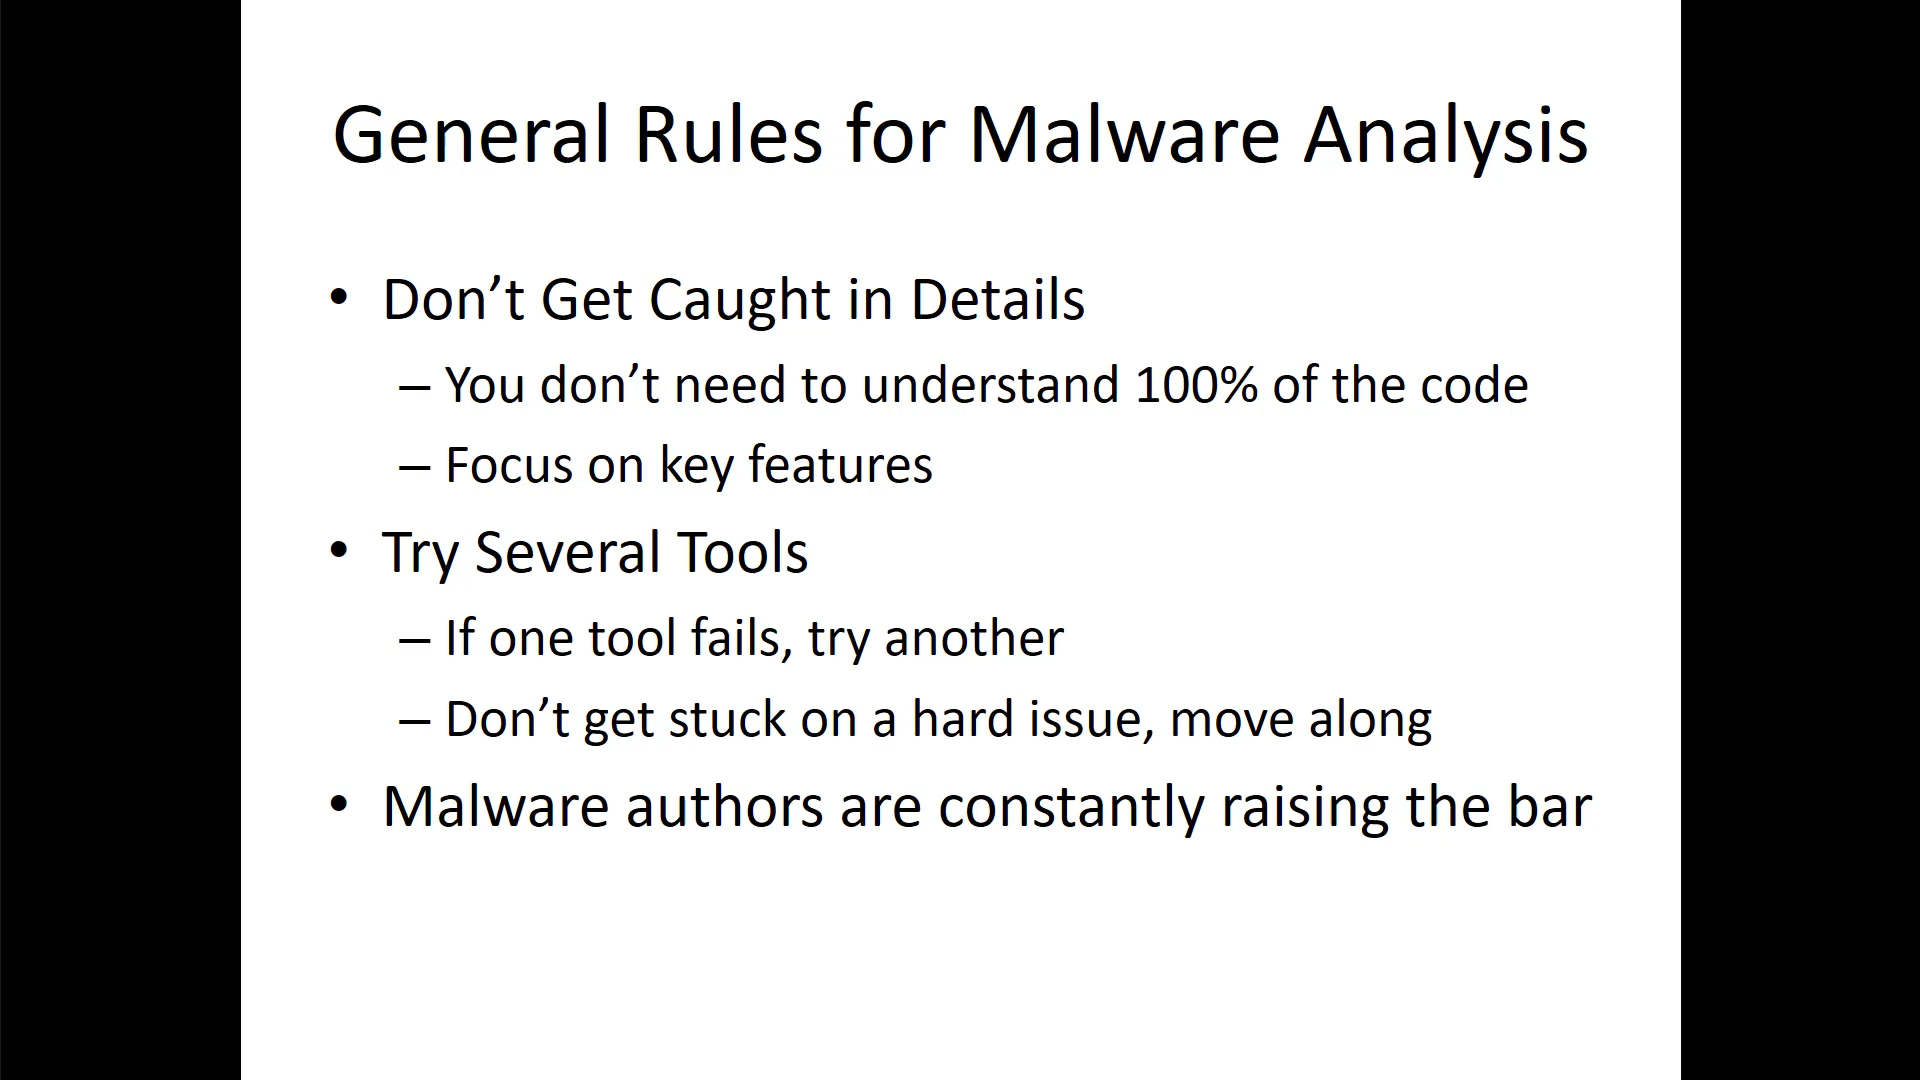 General Rules for Malware Analysis
• Don’t Get Caught in Details
– You don’t need to understand 100% of the code
– Focus on key features
• Try Several Tools
– If one tool fails, try another
– Don’t get stuck on a hard issue, move along
• Malware authors are constantly raising the bar